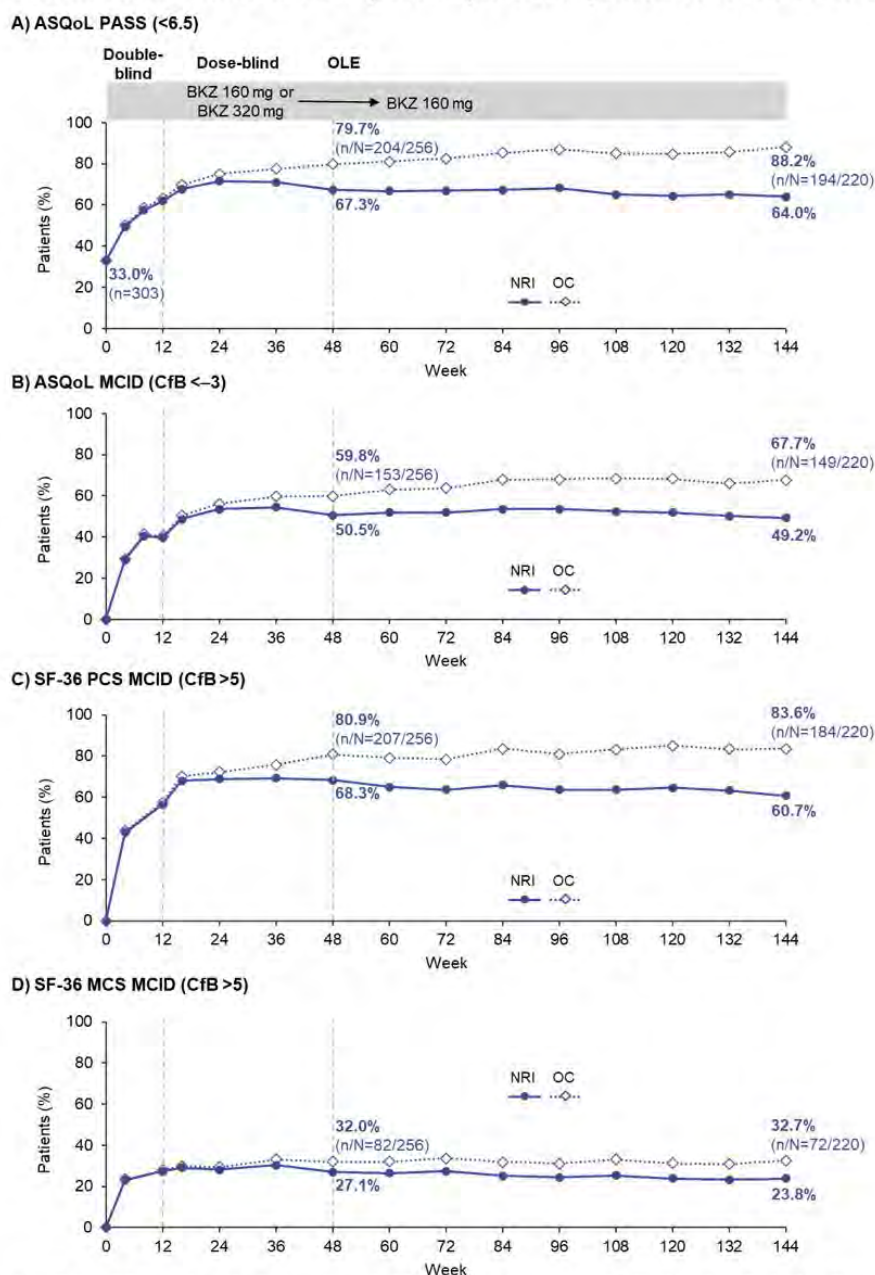 A) ASQoL PASS (<6.5)
Double-blind
Dose-blind
OLE
BKZ 160 mg or
BKZ 320 mg
BKZ 160 mg
100
80
60
40
20
0
Patients (%)
79.7%
(n/N=204/256)
88.2%
(n/N=194/220)
67.3%
64.0%
33.0%
(n=303)
NRI OC
0 12 24 36 48 60 72 84 96 108 120 132 144
Week
B) ASQoL MCID (CfB <–3)
100
80
60
40
20
0
Patients (%)
59.8%
(n/N=153/256)
67.7%
(n/N=149/220)
50.5%
49.2%
NRI OC
0 12 24 36 48 60 72 84 96 108 120 132 144
Week
C) SF-36 PCS MCID (CfB >5)
100
80
60
40
20
0
Patients (%)
80.9%
(n/N=207/256)
83.6%
(n/N=184/220)
68.3%
60.7%
NRI OC
0 12 24 36 48 60 72 84 96 108 120 132 144
Week
D) SF-36 MCS MCID (CfB >5)
100
80
60
40
20
0
Patients (%)
NRI OC
32.0%
(n/N=82/256)
32.7%
(n/N=72/220)
27.1%
23.8%
0 12 24 36 48 60 72 84 96 108 120 132 144
Week